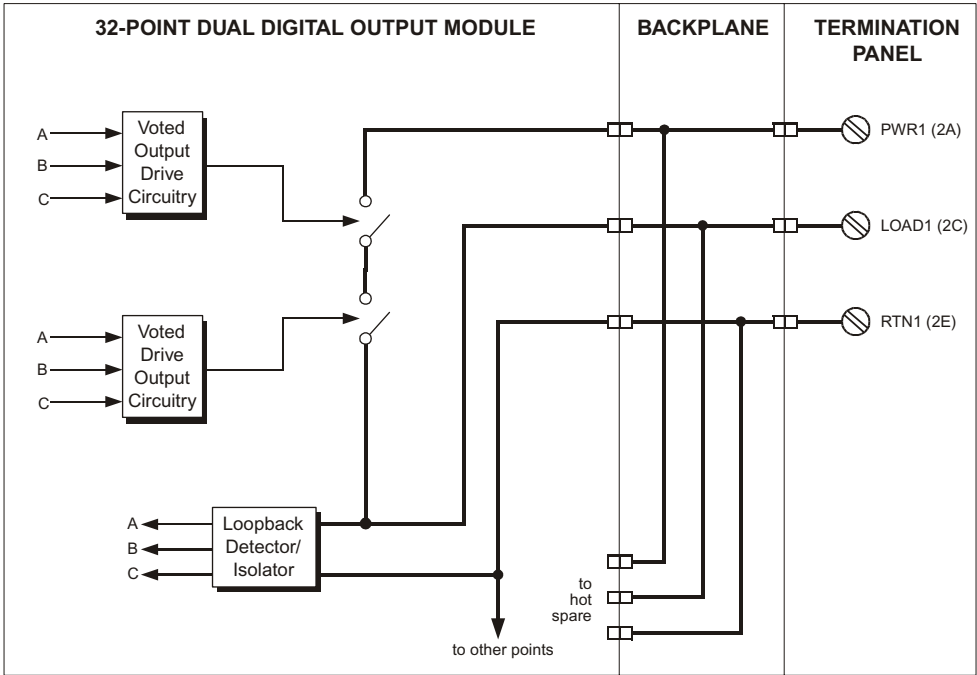 32-POINT DUAL DIGITAL OUTPUT MODULE
BACKPLANE
TERMINATION
PANEL
A
B
C
Voted
Output
Drive
Circuitry
PWR1 (2A)
LOAD1 (2C)
RTN1 (2E)
A
B
C
Voted
Drive
Output
Circuitry
A
B
C
Loopback
Detector/
Isolator
to
hot
spare
to other points